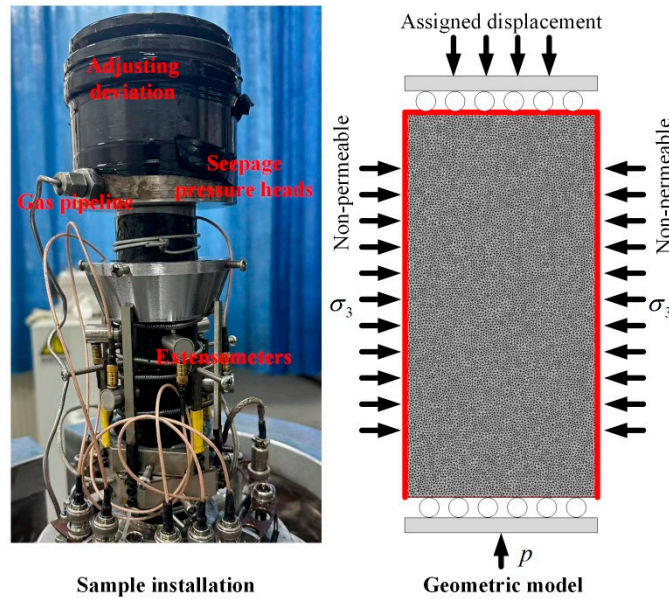 Adjusting
deviation
Seepage
pressure heads
Gas pipeline
Extensometers
Sample installation
Assigned displacement
Non-permeable
σ₃
Non-permeable
σ₃
p
Geometric model